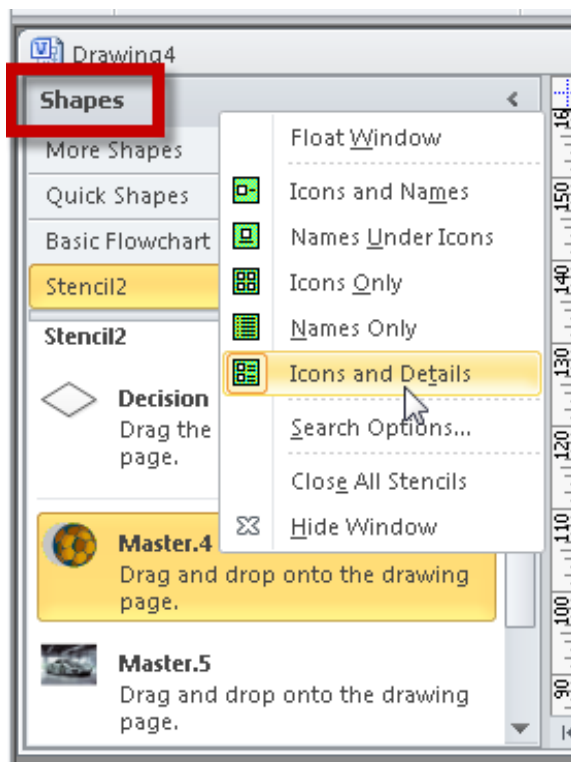 Drawing4
Shapes
More Shapes
Quick Shapes
Basic Flowchart
Stencil2
Stencil2
Decision
Drag the
page.
Master.4
Drag and drop onto the drawing
page.
Master.5
Drag and drop onto the drawing
page.
Float Window
Icons and Names
Names Under Icons
Icons Only
Names Only
Icons and Details
Search Options...
Close All Stencils
Hide Window
150
140
130
120
110
100
90